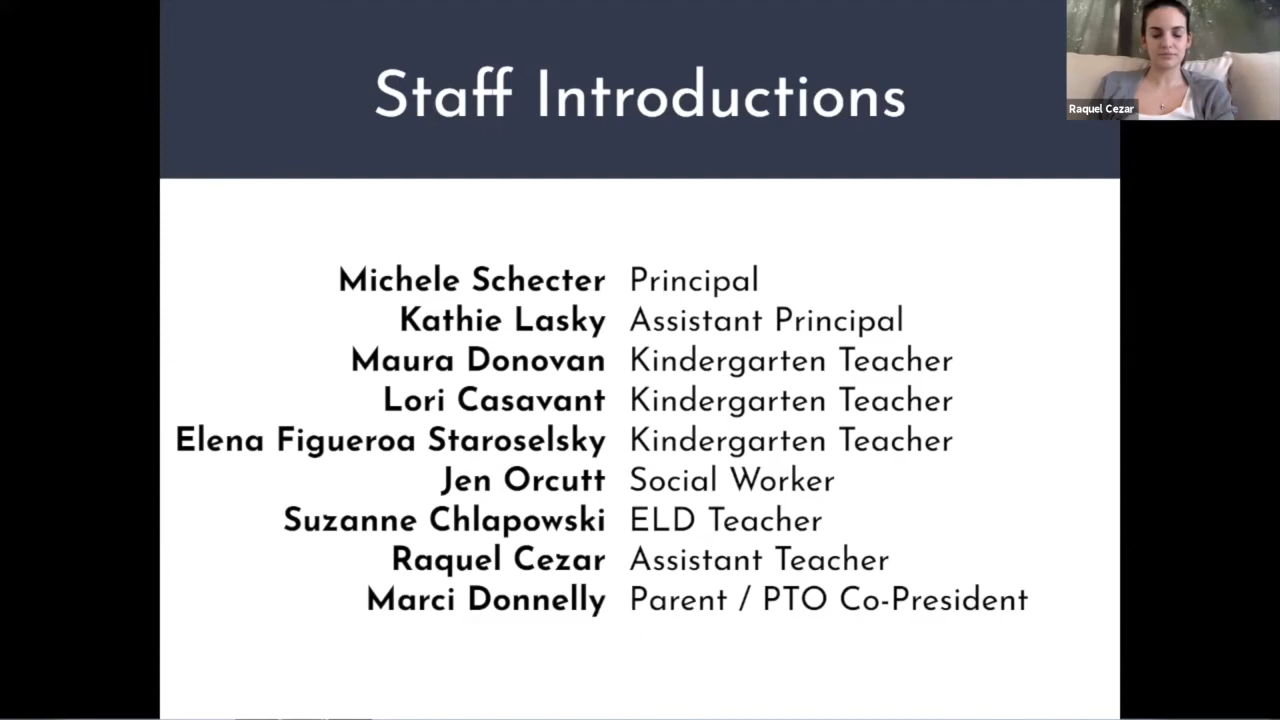 Staff Introductions
Raquel Cezar
Michele Schecter Principal
Kathie Lasky Assistant Principal
Maura Donovan Kindergarten Teacher
Lori Casavant Kindergarten Teacher
Elena Figueroa Staroselsky Kindergarten Teacher
Jen Orcutt Social Worker
Suzanne Chlapowski ELD Teacher
Raquel Cezar Assistant Teacher
Marci Donnelly Parent / PTO Co-President